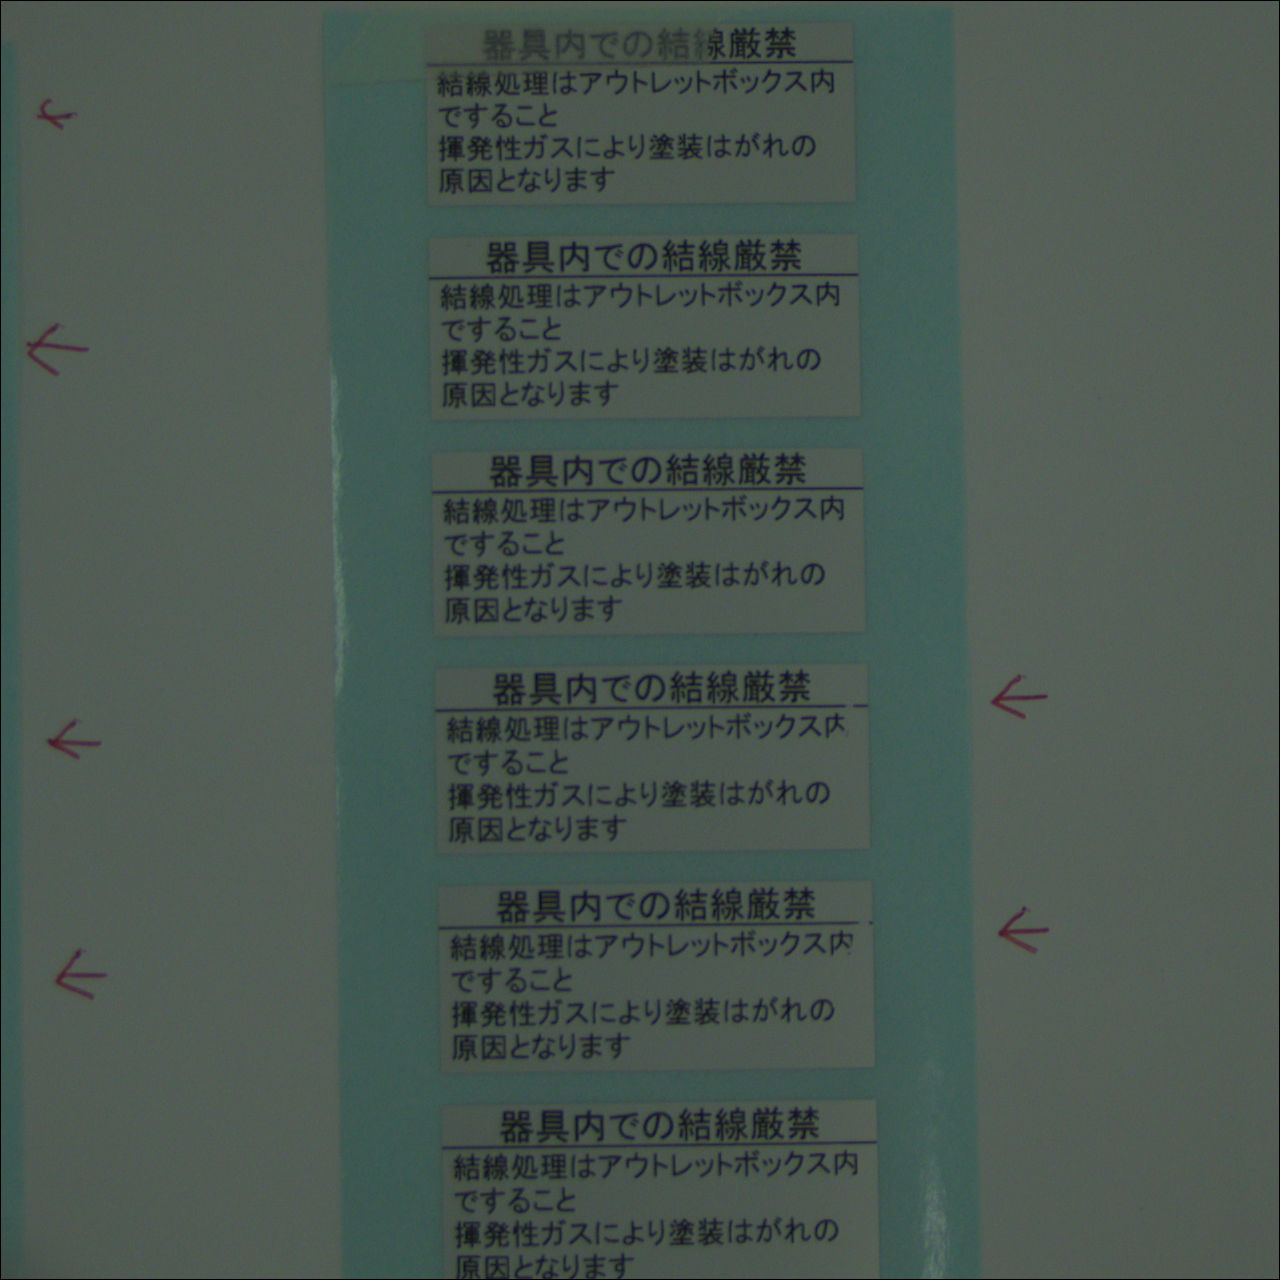 器具内での結線厳禁
結線処理はアウトレットボックス内
ですること
揮発性ガスにより塗装はがれの
原因となります
器具内での結線厳禁
結線処理はアウトレットボックス内
ですること
揮発性ガスにより塗装はがれの
原因となります
器具内での結線厳禁
結線処理はアウトレットボックス内
ですること
揮発性ガスにより塗装はがれの
原因となります
器具内での結線厳禁
結線処理はアウトレットボックス内
ですること
揮発性ガスにより塗装はがれの
原因となります
器具内での結線厳禁
結線処理はアウトレットボックス内
ですること
揮発性ガスにより塗装はがれの
原因となります
器具内での結線厳禁
結線処理はアウトレットボックス内
ですること
揮発性ガスにより塗装はがれの
原因となります